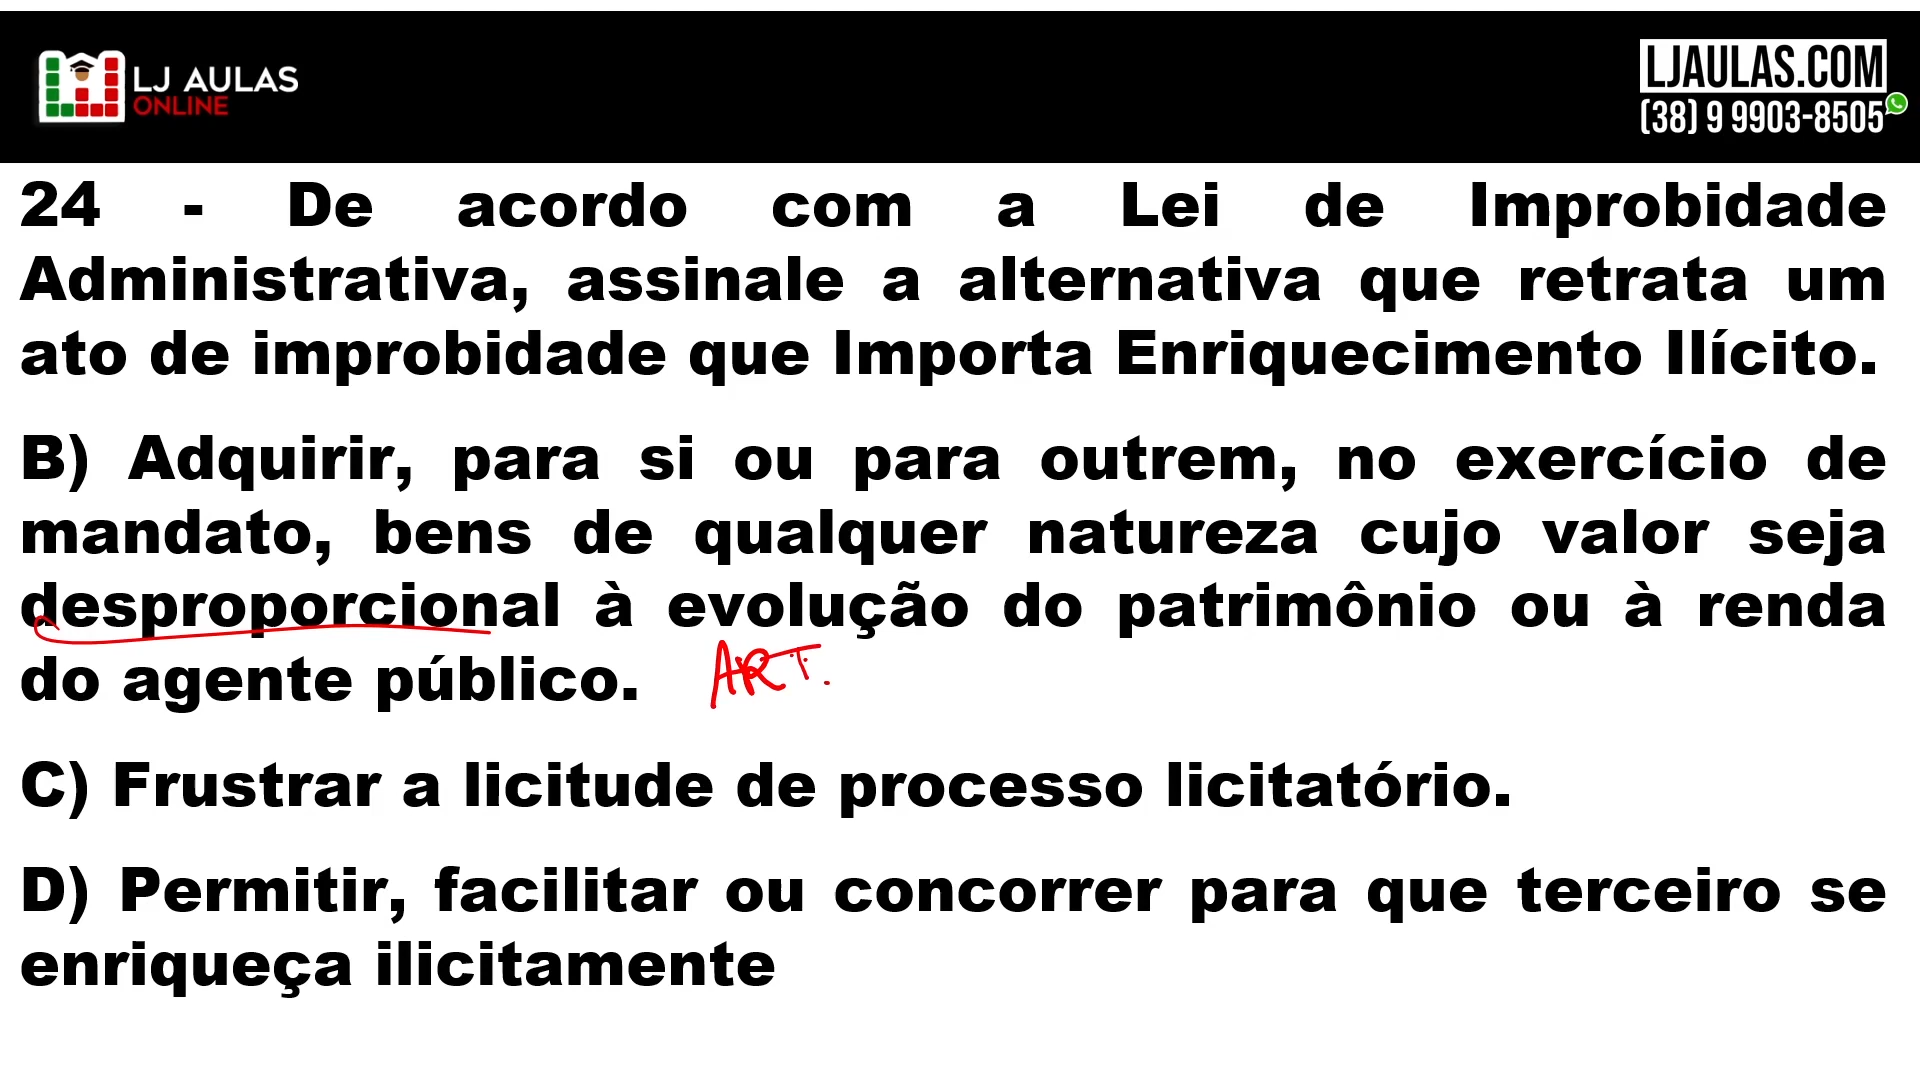 LJ AULAS
ONLINE
LJAULAS.COM
(38) 9 9903-8505
24 - De acordo com a Lei de Improbidade
Administrativa, assinale a alternativa que retrata um
ato de improbidade que Importa Enriquecimento Ilícito.
B) Adquirir, para si ou para outrem, no exercício de
mandato, bens de qualquer natureza cujo valor seja
desproporcional à evolução do patrimônio ou à renda
do agente público. ART.
C) Frustrar a licitude de processo licitatório.
D) Permitir, facilitar ou concorrer para que terceiro se
enriqueça ilicitamente